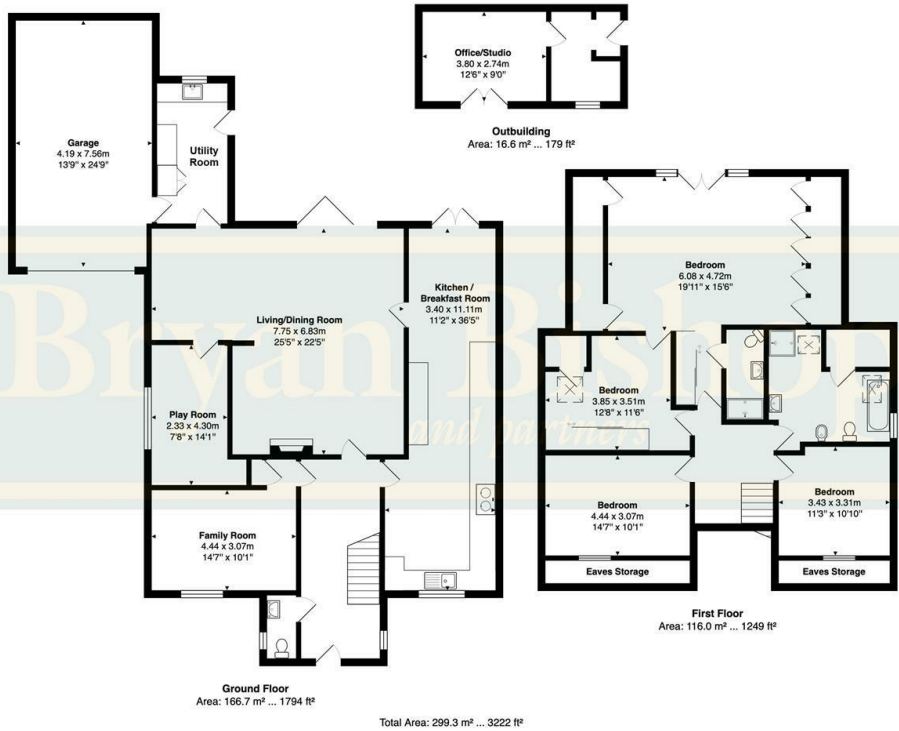 Garage
4.19 x 7.56m
13'9" x 24'9"
Utility
Room
Office/Studio
3.80 x 2.74m
12'6" x 9'0"
Outbuilding
Area: 16.6 m² ... 179 ft²
Living/Dining Room
7.75 x 6.83m
25'5" x 22'5"
Kitchen /
Breakfast Room
3.40 x 11.11m
11'2" x 36'5"
Play Room
2.33 x 4.30m
7'8" x 14'1"
Family Room
4.44 x 3.07m
14'7" x 10'1"
Ground Floor
Area: 166.7 m² ... 1794 ft²
Bedroom
6.08 x 4.72m
19'11" x 15'6"
Bedroom
3.85 x 3.51m
12'8" x 11'6"
Bedroom
4.44 x 3.07m
14'7" x 10'1"
Bedroom
3.43 x 3.31m
11'3" x 10'10"
Eaves Storage
Eaves Storage
First Floor
Area: 116.0 m² ... 1249 ft²
Total Area: 299.3 m² ... 3222 ft²
Bryan Bishop
and partners